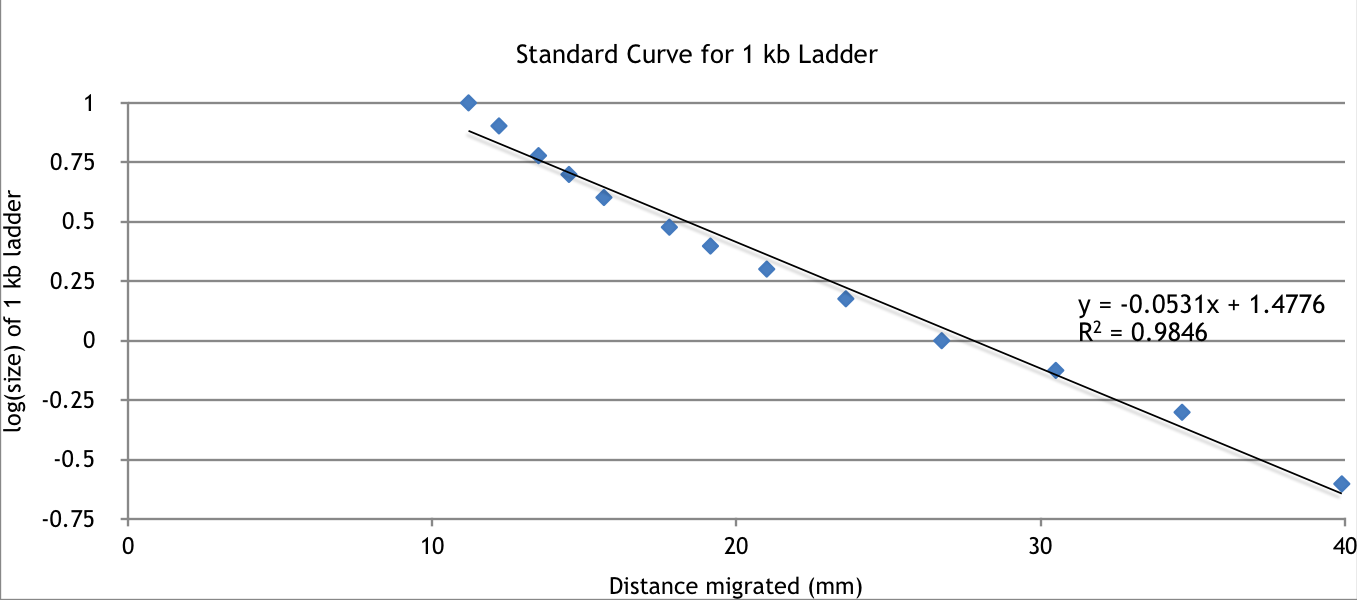 Standard Curve for 1 kb Ladder
log(size) of 1 kb ladder
1
0.75
0.5
0.25
0
-0.25
-0.5
-0.75
y = -0.0531x + 1.4776
R² = 0.9846
0 10 20 30 40
Distance migrated (mm)